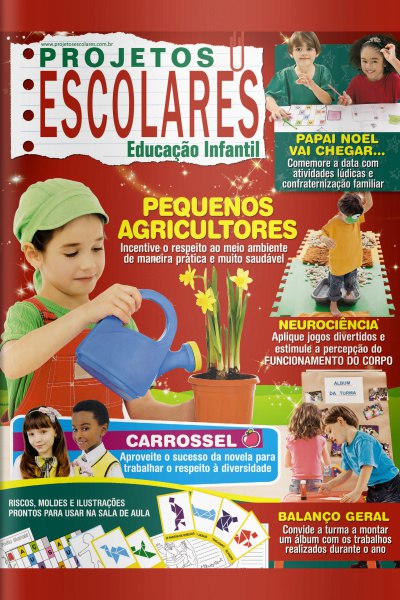 www.projetosescolares.com.br
PROJETOS
ESCOLARES
Educação Infantil
PAPAI NOEL
VAI CHEGAR...
Comemore a data com
atividades lúdicas e
confraternização familiar
PEQUENOS
AGRICULTORES
Incentive o respeito ao meio ambiente
de maneira prática e muito saudável
NEUROCIÊNCIA
Aplique jogos divertidos e
estimule a percepção do
FUNCIONAMENTO DO CORPO
ALBUM
DA TURMA
CARROSSEL
Aproveite o sucesso da novela para
trabalhar o respeito à diversidade
RISCOS, MOLDES E ILUSTRAÇÕES
PRONTOS PARA USAR NA SALA DE AULA
BALANÇO GERAL
Convide a turma a montar
um álbum com os trabalhos
realizados durante o ano